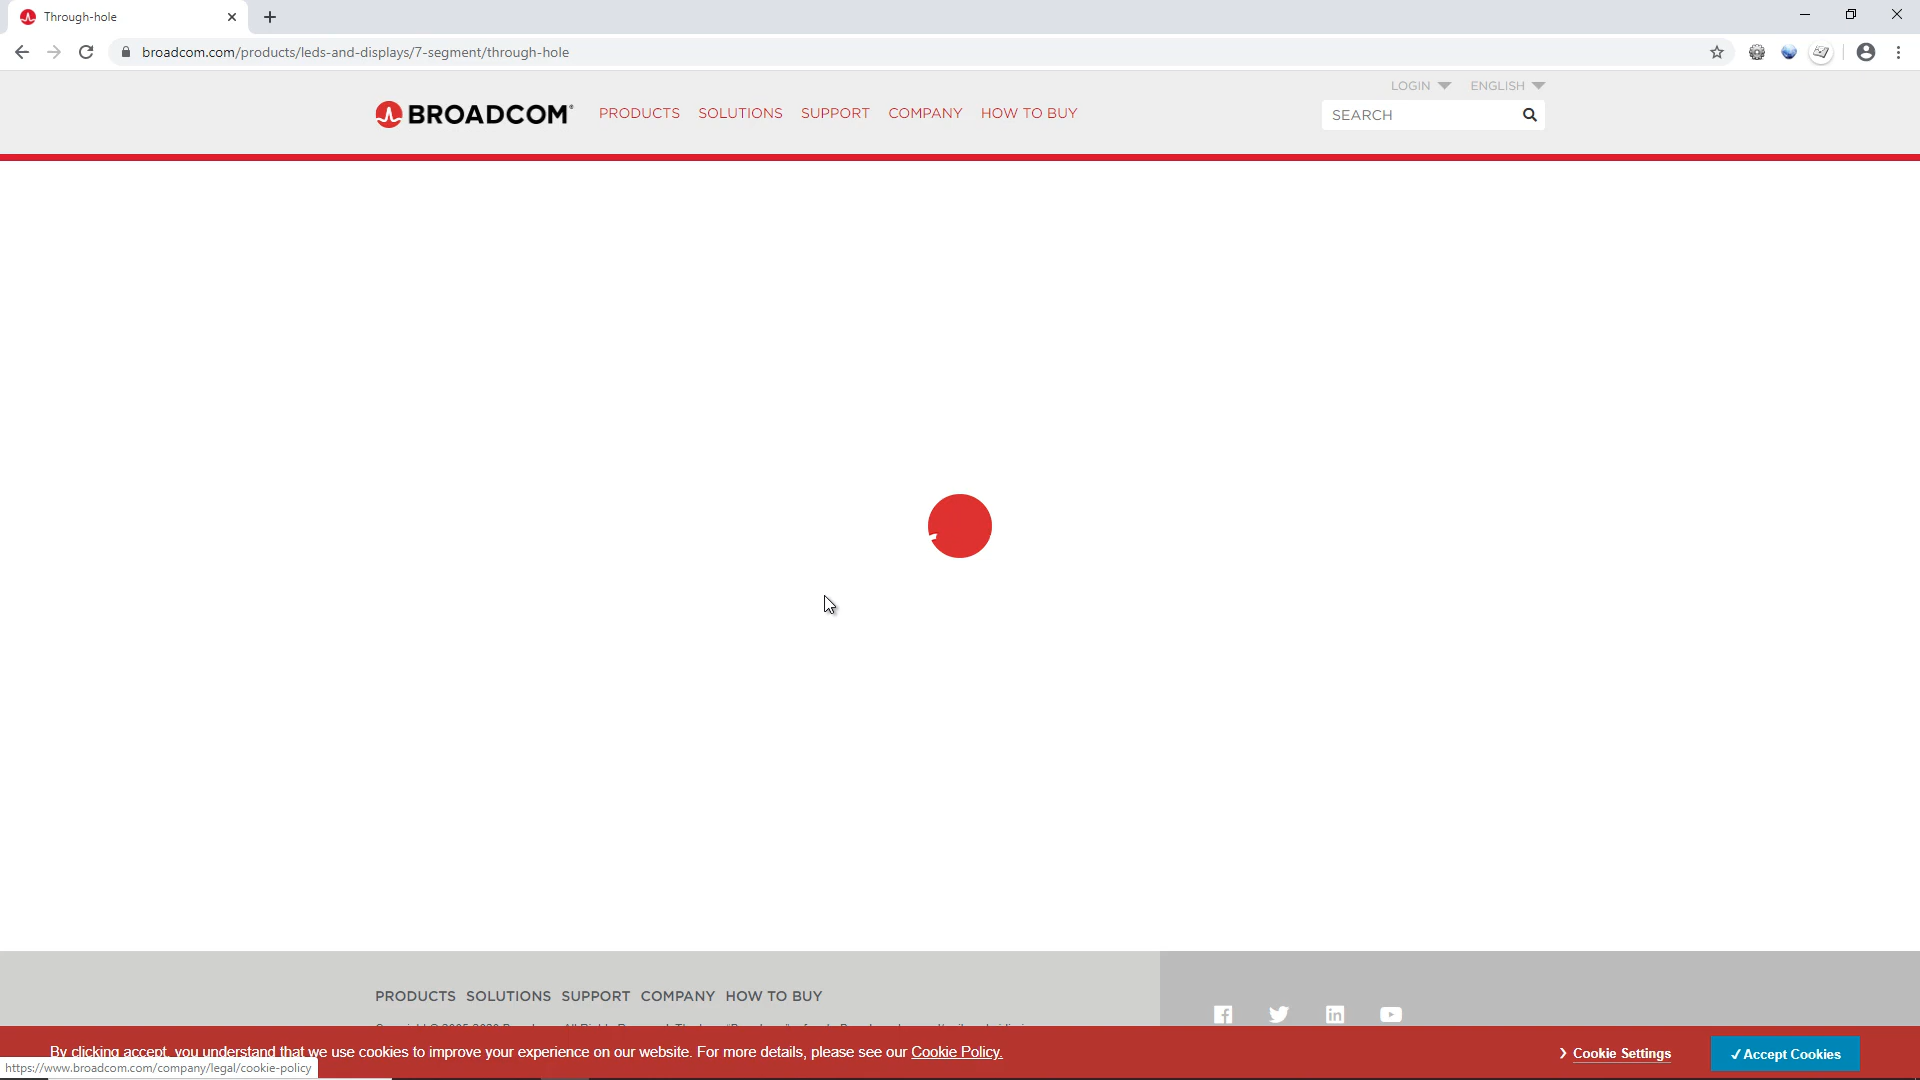 Through-hole
broadcom.com/products/leds-and-displays/7-segment/through-hole
LOGIN ENGLISH
BROADCOM PRODUCTS SOLUTIONS SUPPORT COMPANY HOW TO BUY SEARCH
PRODUCTS SOLUTIONS SUPPORT COMPANY HOW TO BUY
By clicking accept, you understand that we use cookies to improve your experience on our website. For more details, please see our Cookie Policy.
❯ Cookie Settings
✓Accept Cookies
https://www.broadcom.com/company/legal/cookie-policy